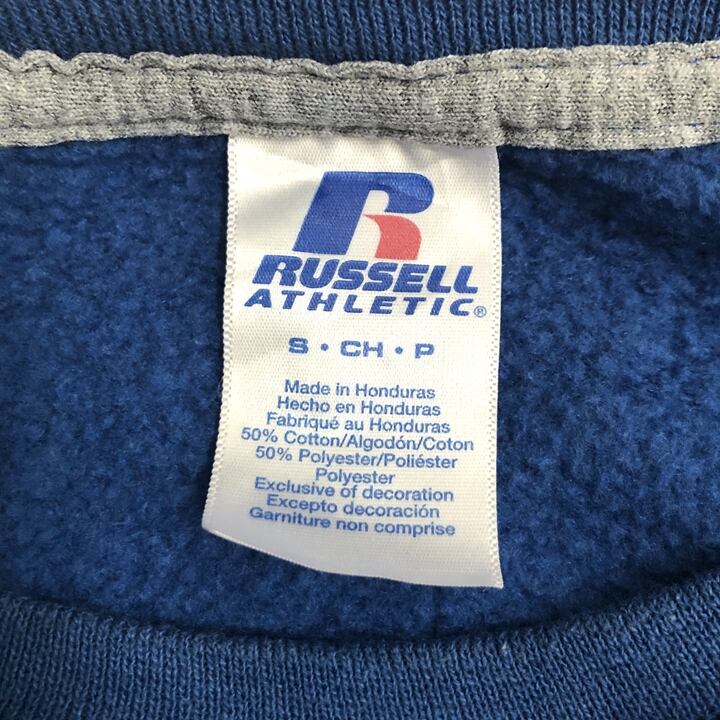 R
RUSSELL
ATHLETIC®
S • CH • P
Made in Honduras
Hecho en Honduras
Fabriqué au Honduras
50% Cotton/Algodón/Coton
50% Polyester/Poliéster
Polyester
Exclusive of decoration
Excepto decoración
Garniture non comprise